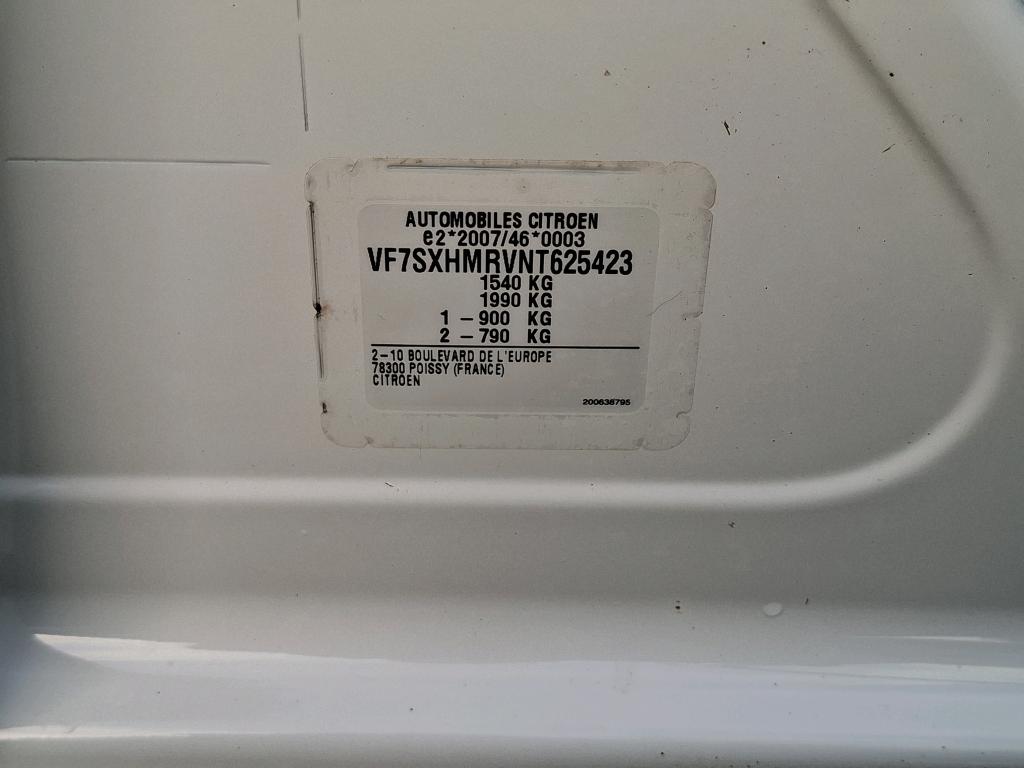 AUTOMOBILES CITROEN
e2*2007/46*0003
VF7SXHMRVNT625423
1540 KG
1990 KG
1 – 900 KG
2 – 790 KG
2–10 BOULEVARD DE L'EUROPE
78300 POISSY (FRANCE)
CITROEN
200638795